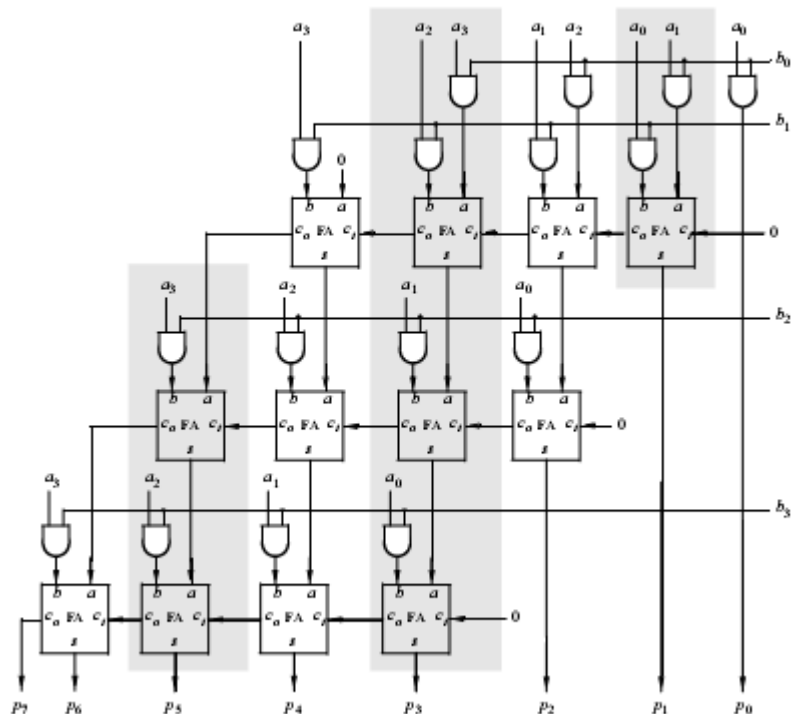 a₃ a₂ a₃ a₁ a₂ a₀ a₁ a₀
b₀
b₁
0
b a b a b a b a
cₒ FA cᵢ cₒ FA cᵢ cₒ FA cᵢ cₒ FA cᵢ 0
s s s s
a₃ a₂ a₁ a₀
b₂
b a b a b a b a
cₒ FA cᵢ cₒ FA cᵢ cₒ FA cᵢ cₒ FA cᵢ 0
s s s s
a₃ a₂ a₁ a₀
b₃
b a b a b a b a
cₒ FA cᵢ cₒ FA cᵢ cₒ FA cᵢ cₒ FA cᵢ 0
s s s s
p₇ p₆ p₅ p₄ p₃ p₂ p₁ p₀